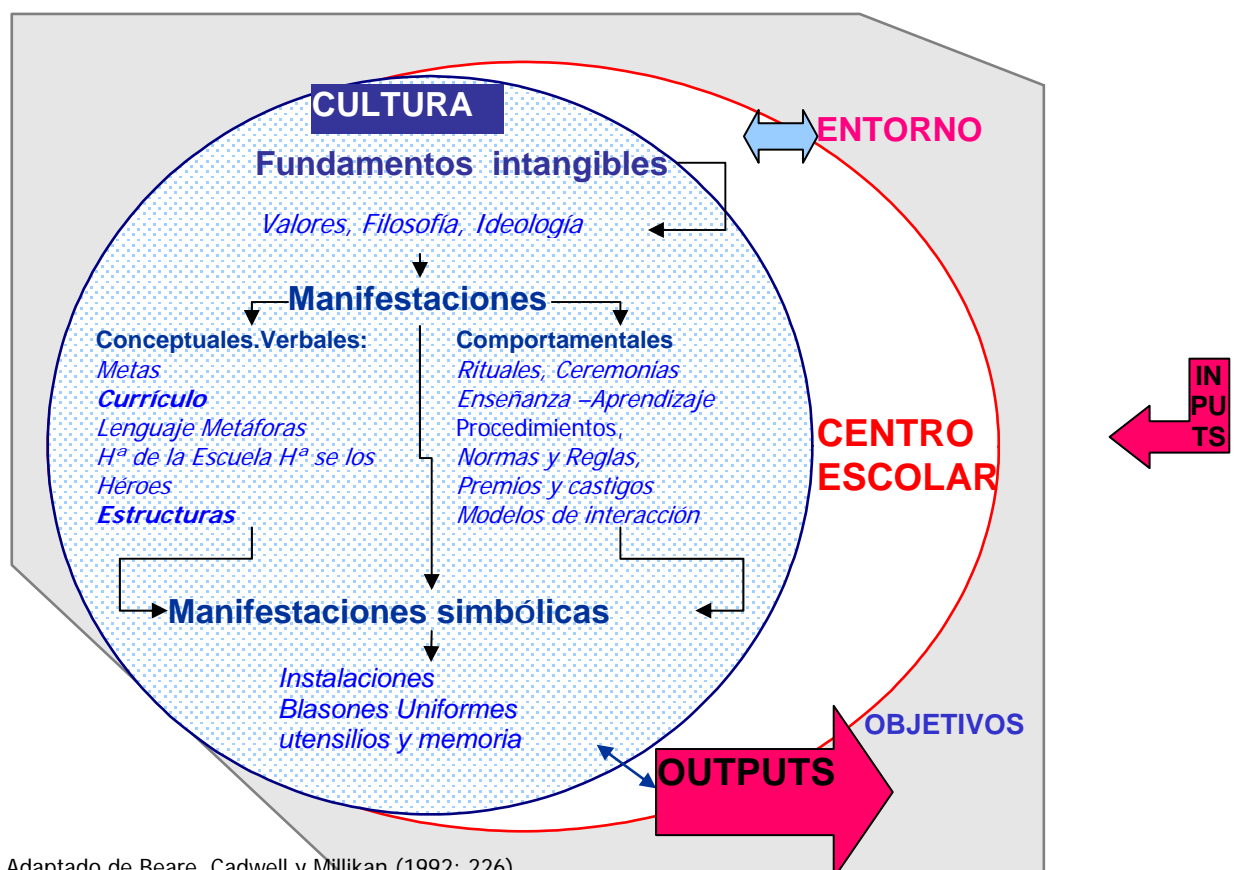 CULTURA
ENTORNO
Fundamentos intangibles
Valores, Filosofía, Ideología
Manifestaciones
Conceptuales.Verbales:
Metas
Currículo
Lenguaje Metáforas
Hª de la Escuela Hª se los
Héroes
Estructuras
Comportamentales
Rituales, Ceremonias
Enseñanza –Aprendizaje
Procedimientos,
Normas y Reglas,
Premios y castigos
Modelos de interacción
CENTRO
ESCOLAR
IN
PU
TS
Manifestaciones simbólicas
Instalaciones
Blasones Uniformes
utensilios y memoria
OBJETIVOS
OUTPUTS
Adaptado de Beare, Cadwell y Millikan (1992: 226)